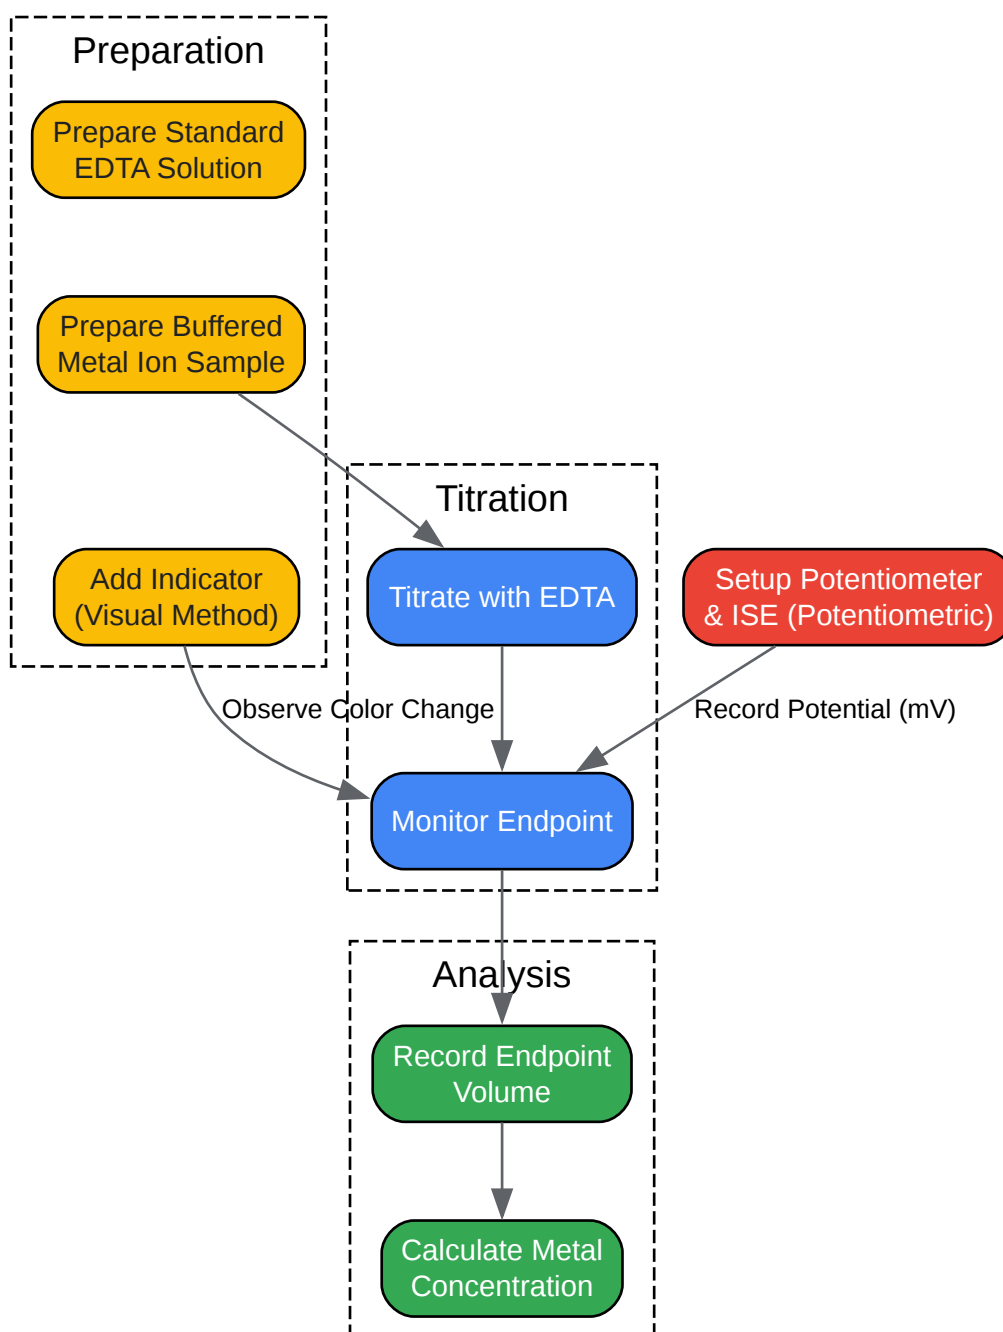 Preparation
Prepare Standard
EDTA Solution
Prepare Buffered
Metal Ion Sample
Titration
Add Indicator
(Visual Method)
Titrate with EDTA
Setup Potentiometer
& ISE (Potentiometric)
Observe Color Change
Record Potential (mV)
Monitor Endpoint
Analysis
Record Endpoint
Volume
Calculate Metal
Concentration